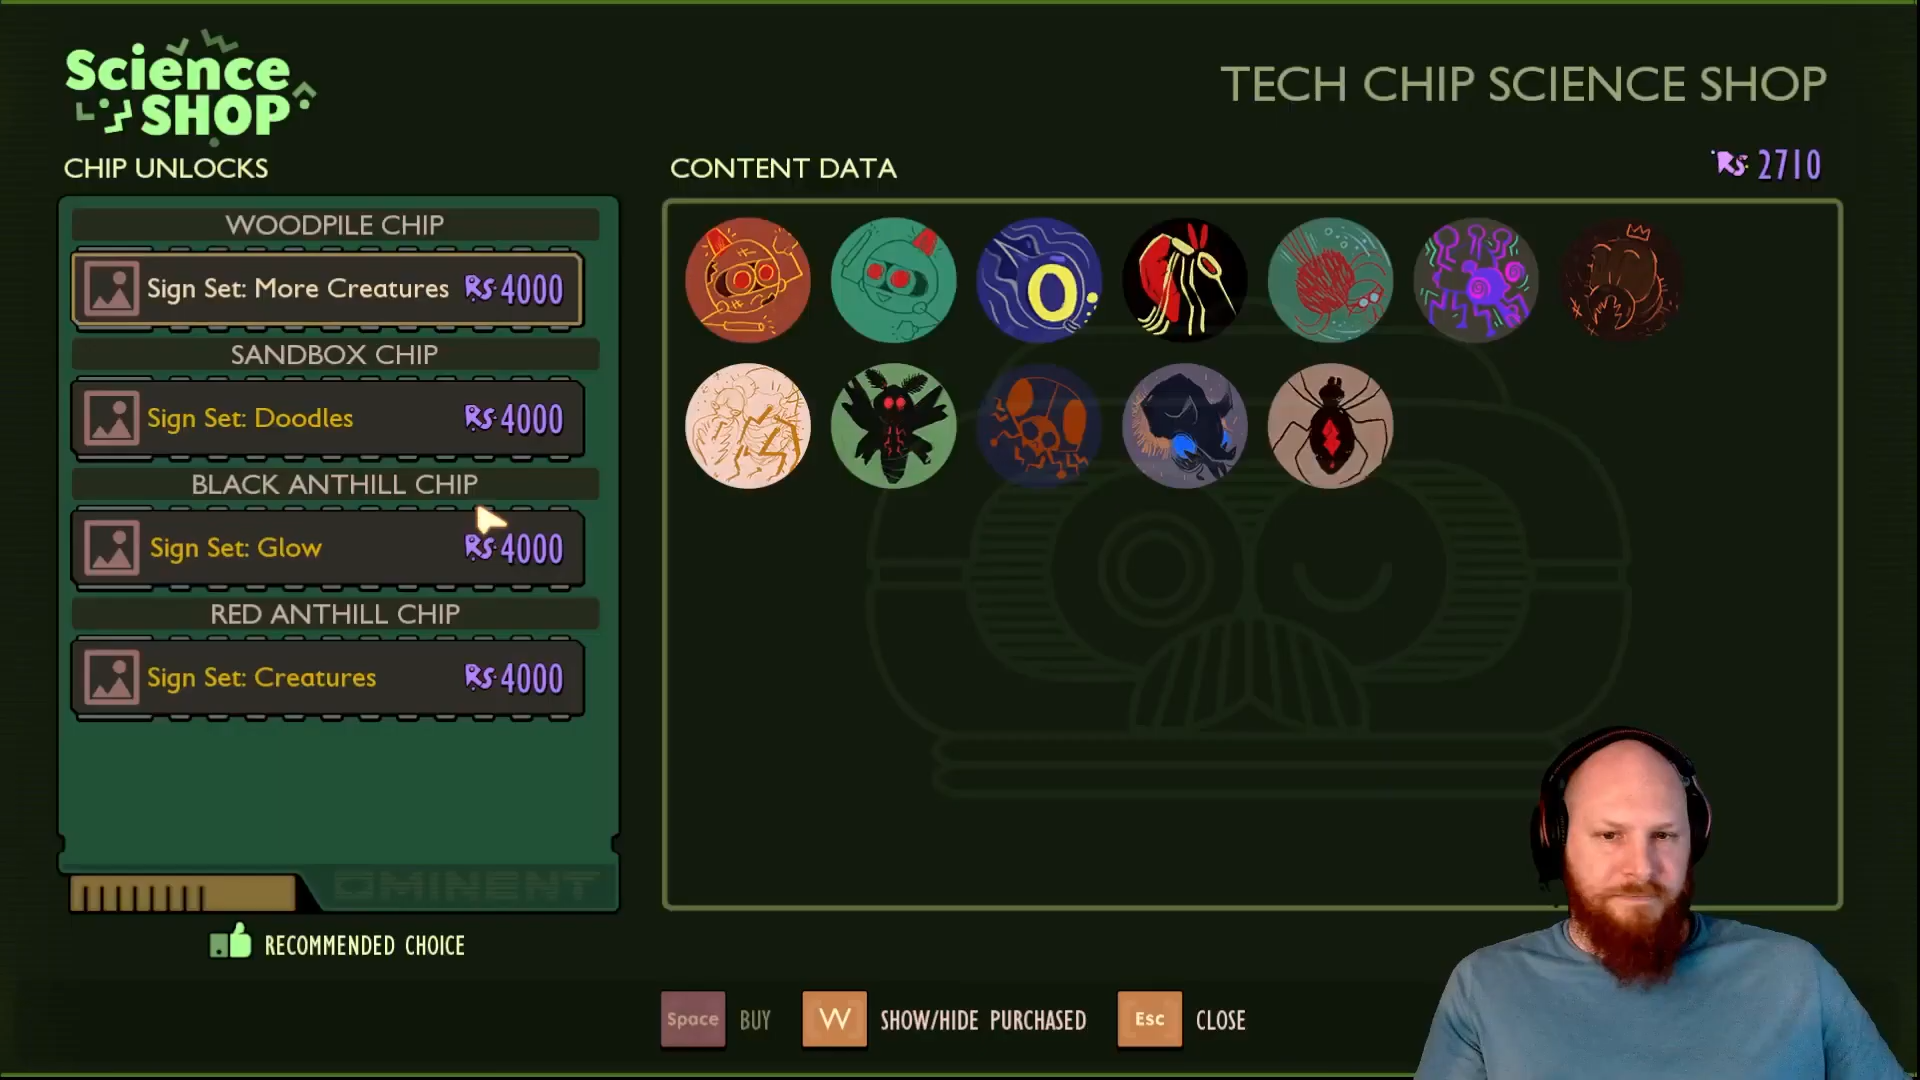 Science
SHOP
TECH CHIP SCIENCE SHOP
CHIP UNLOCKS
CONTENT DATA
Rs 2710
WOODPILE CHIP
Sign Set: More Creatures Rs 4000
SANDBOX CHIP
Sign Set: Doodles Rs 4000
BLACK ANTHILL CHIP
Sign Set: Glow Rs 4000
RED ANTHILL CHIP
Sign Set: Creatures Rs 4000
OMINENT
RECOMMENDED CHOICE
Space BUY W SHOW/HIDE PURCHASED Esc CLOSE